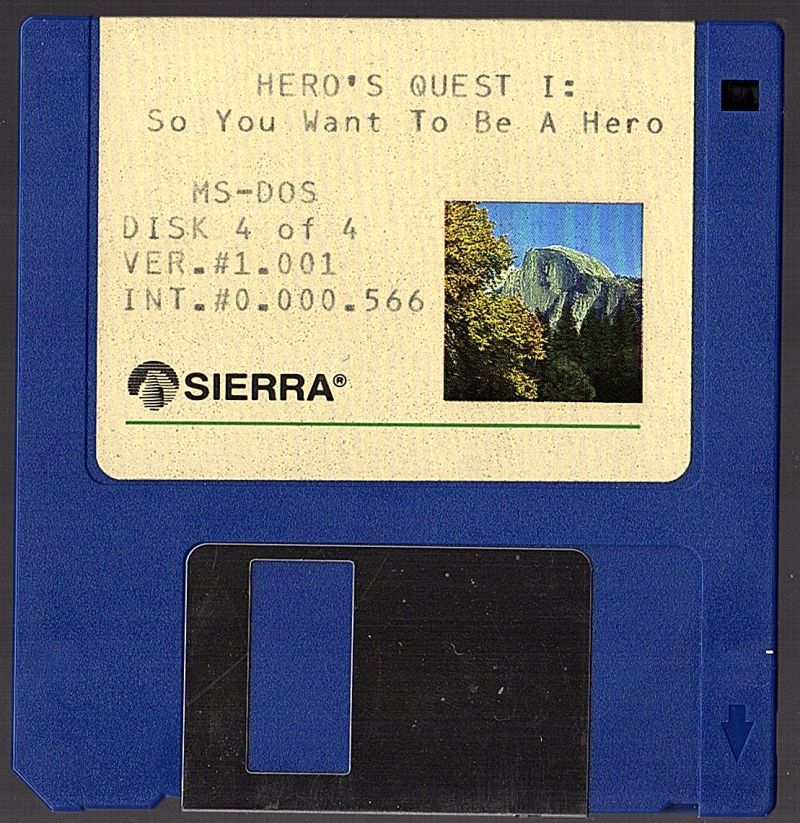 HERO'S QUEST I:
So You Want To Be A Hero
MS-DOS
DISK 4 of 4
VER.#1.001
INT.#0.000.566
SIERRA®